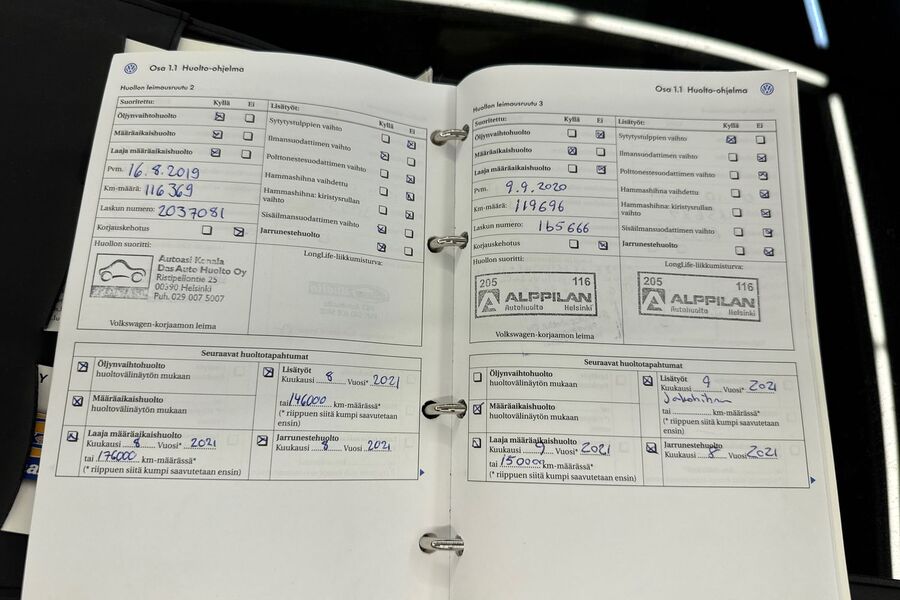 Osa 1.1 Huolto-ohjelma
Huollon leimausruutu 2
Suoritettu: Kyllä Ei
Öljynvaihtohuolto
Määräaikaishuolto
Laaja määräaikaishuolto
Pvm. 16.8.2019
Km-määrä: 116369
Laskun numero: 2037081
Korjauskehotus
Lisätyöt: Kyllä Ei
Sytytystulppien vaihto
Ilmansuodattimen vaihto
Polttonestesuodattimen vaihto
Hammashihna vaihdettu
Hammashihna: kiristysrullan
vaihto
Sisäilmansuodattimen vaihto
Jarrunestehuolto
Huollon suoritti:
Autoasi Konala
DasAuto Huolto Oy
Ristipellontie 25
00390 Helsinki
Puh. 029 007 5007
Volkswagen-korjaamon leima
LongLife-liikkumisturva:
Seuraavat huoltotapahtumat
Öljynvaihtohuolto
huoltovälinäytön mukaan
Lisätyöt
Kuukausi 8 Vuosi* 2021
tai 146000 km-määrässä*
(* riippuen siitä kumpi saavutetaan
ensin)
Määräaikaishuolto
huoltovälinäytön mukaan
Laaja määräaikaishuolto
Kuukausi 8 Vuosi* 2021
tai 176000 km-määrässä*
(* riippuen siitä kumpi saavutetaan ensin)
Jarrunestehuolto
Kuukausi 8 Vuosi 2021
Osa 1.1 Huolto-ohjelma
Huollon leimausruutu 3
Suoritettu: Kyllä Ei
Öljynvaihtohuolto
Määräaikaishuolto
Laaja määräaikaishuolto
Pvm. 9.9.2020
Km-määrä: 119696
Laskun numero: 165666
Korjauskehotus
Lisätyöt: Kyllä Ei
Sytytystulppien vaihto
Ilmansuodattimen vaihto
Polttonestesuodattimen vaihto
Hammashihna vaihdettu
Hammashihna: kiristysrullan
vaihto
Sisäilmansuodattimen vaihto
Jarrunestehuolto
Huollon suoritti:
205 116
ALPPILAN
Autohuolto Helsinki
Volkswagen-korjaamon leima
LongLife-liikkumisturva:
205 116
ALPPILAN
Autohuolto Helsinki
Seuraavat huoltotapahtumat
Öljynvaihtohuolto
huoltovälinäytön mukaan
Lisätyöt
Kuukausi 9 Vuosi* 2021
Jakohihna
tai km-määrässä*
(* riippuen siitä kumpi saavutetaan
ensin)
Määräaikaishuolto
huoltovälinäytön mukaan
Laaja määräaikaishuolto
Kuukausi 9 Vuosi* 2021
tai 150000 km-määrässä*
(* riippuen siitä kumpi saavutetaan ensin)
Jarrunestehuolto
Kuukausi 8 Vuosi 2021